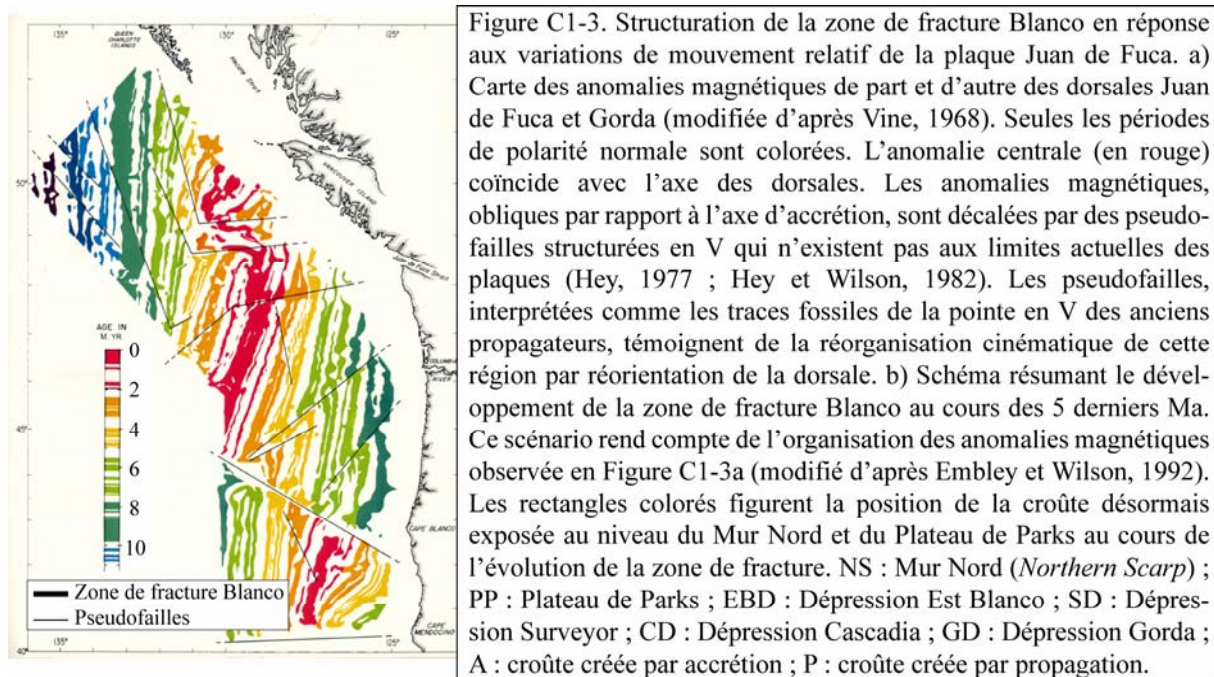 135°
130°
125°
QUEEN
CHARLOTTE
ISLANDS
50°
VANCOUVER ISLAND
Juan de Fuca Strait
AGE IN
M. YR.
0
2
4
6
8
10
COLUMBIA
RIVER
45°
CAPE BLANCO
Zone de fracture Blanco
Pseudofailles
CAPE
MENDOCINO
40°
135°
125°
Figure C1-3. Structuration de la zone de fracture Blanco en réponse
aux variations de mouvement relatif de la plaque Juan de Fuca. a)
Carte des anomalies magnétiques de part et d'autre des dorsales Juan
de Fuca et Gorda (modifiée d'après Vine, 1968). Seules les périodes
de polarité normale sont colorées. L'anomalie centrale (en rouge)
coïncide avec l'axe des dorsales. Les anomalies magnétiques,
obliques par rapport à l'axe d'accrétion, sont décalées par des pseudo-
failles structurées en V qui n'existent pas aux limites actuelles des
plaques (Hey, 1977 ; Hey et Wilson, 1982). Les pseudofailles,
interprétées comme les traces fossiles de la pointe en V des anciens
propagateurs, témoignent de la réorganisation cinématique de cette
région par réorientation de la dorsale. b) Schéma résumant le dével-
oppement de la zone de fracture Blanco au cours des 5 derniers Ma.
Ce scénario rend compte de l'organisation des anomalies magnétiques
observée en Figure C1-3a (modifié d'après Embley et Wilson, 1992).
Les rectangles colorés figurent la position de la croûte désormais
exposée au niveau du Mur Nord et du Plateau de Parks au cours de
l'évolution de la zone de fracture. NS : Mur Nord (Northern Scarp) ;
PP : Plateau de Parks ; EBD : Dépression Est Blanco ; SD : Dépres-
sion Surveyor ; CD : Dépression Cascadia ; GD : Dépression Gorda ;
A : croûte créée par accrétion ; P : croûte créée par propagation.